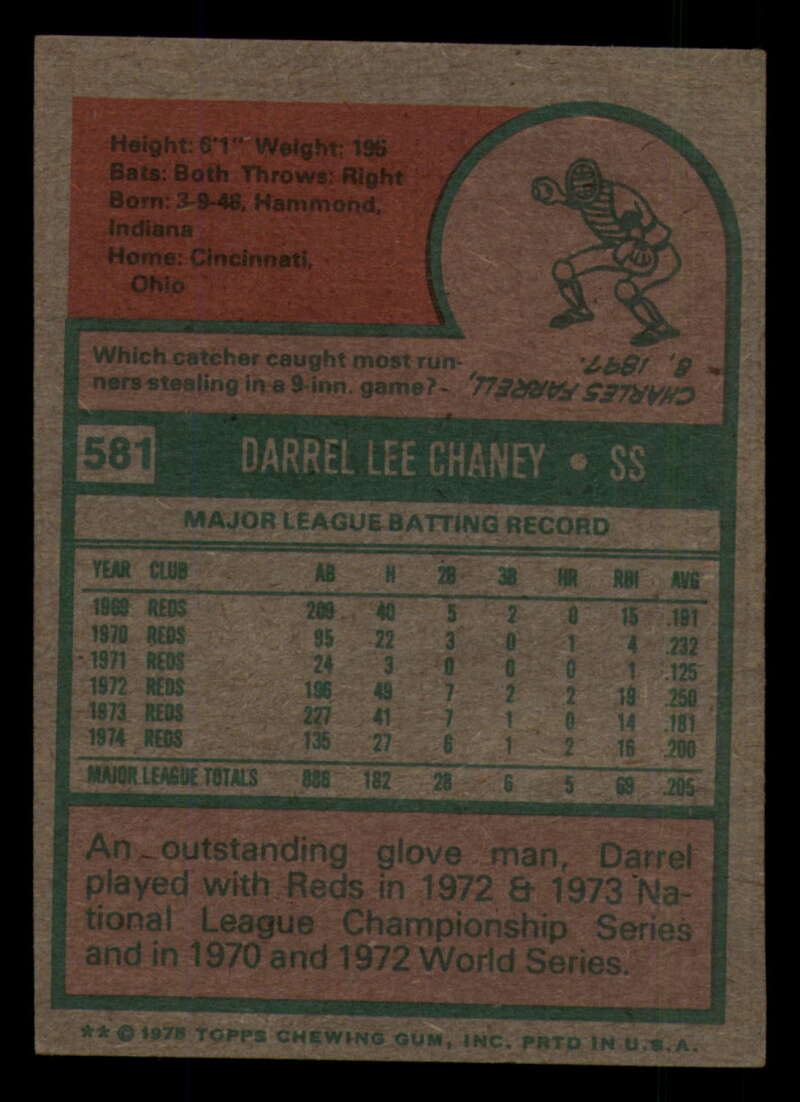 Height: 6'1" Weight: 195
Bats: Both Throws: Right
Born: 3-9-48, Hammond,
Indiana
Home: Cincinnati,
Ohio
Which catcher caught most run-
ners stealing in a 9-inn. game?-
CHARLES FARRELL,
8, 1897.
581 DARREL LEE CHANEY • SS
MAJOR LEAGUE BATTING RECORD
YEAR CLUB AB H 2B 3B HR RBI AVG
1969 REDS 209 40 5 2 0 15 .191
1970 REDS 95 22 3 0 1 4 .232
1971 REDS 24 3 0 0 0 1 .125
1972 REDS 196 49 7 2 2 19 .250
1973 REDS 227 41 7 1 0 14 .181
1974 REDS 135 27 6 1 2 16 .200
MAJOR LEAGUE TOTALS 886 182 28 6 5 69 .205
An outstanding glove man, Darrel
played with Reds in 1972 & 1973 Na-
tional League Championship Series
and in 1970 and 1972 World Series.
** © 1975 TOPPS CHEWING GUM, INC. PRTD IN U.S.A.